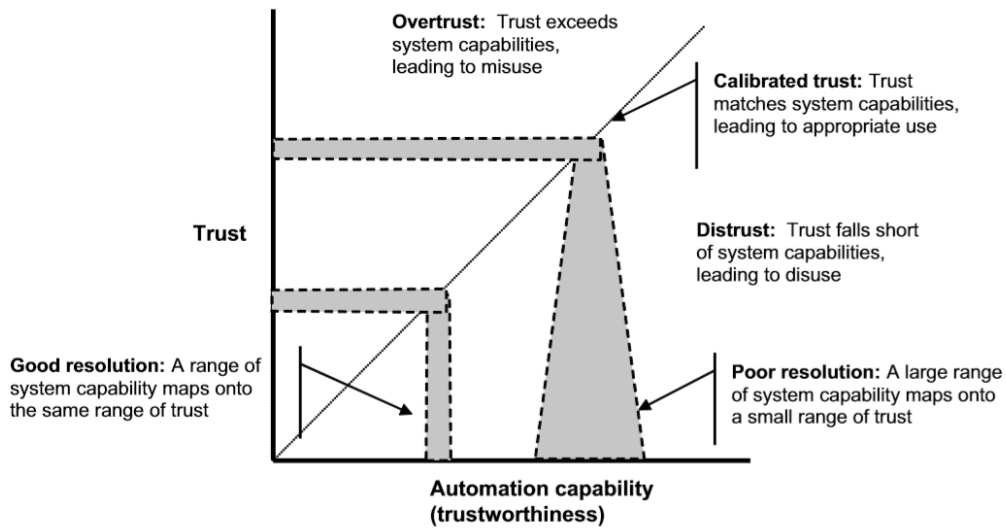 Overtrust: Trust exceeds
system capabilities,
leading to misuse
Calibrated trust: Trust
matches system capabilities,
leading to appropriate use
Trust
Distrust: Trust falls short
of system capabilities,
leading to disuse
Good resolution: A range of
system capability maps onto
the same range of trust
Poor resolution: A large range
of system capability maps onto
a small range of trust
Automation capability
(trustworthiness)